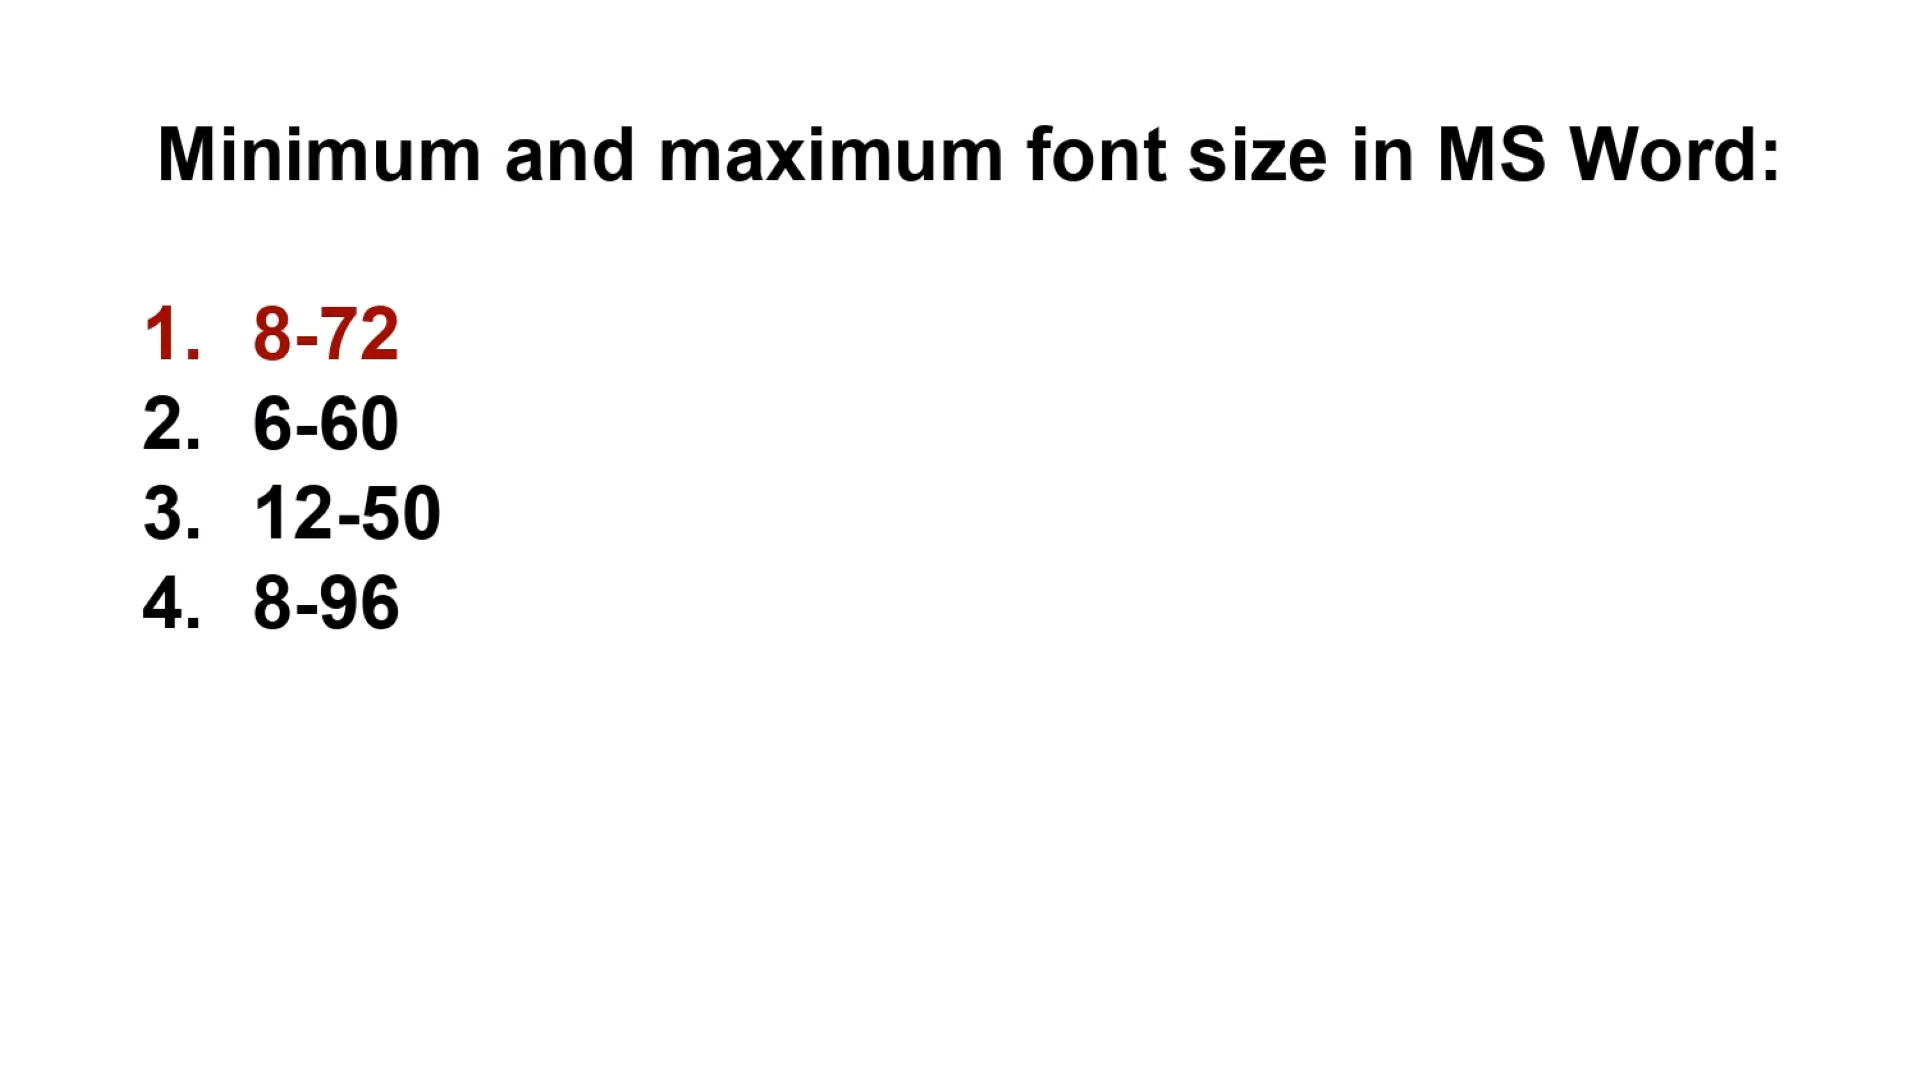 Minimum and maximum font size in MS Word:
1. 8-72
2. 6-60
3. 12-50
4. 8-96